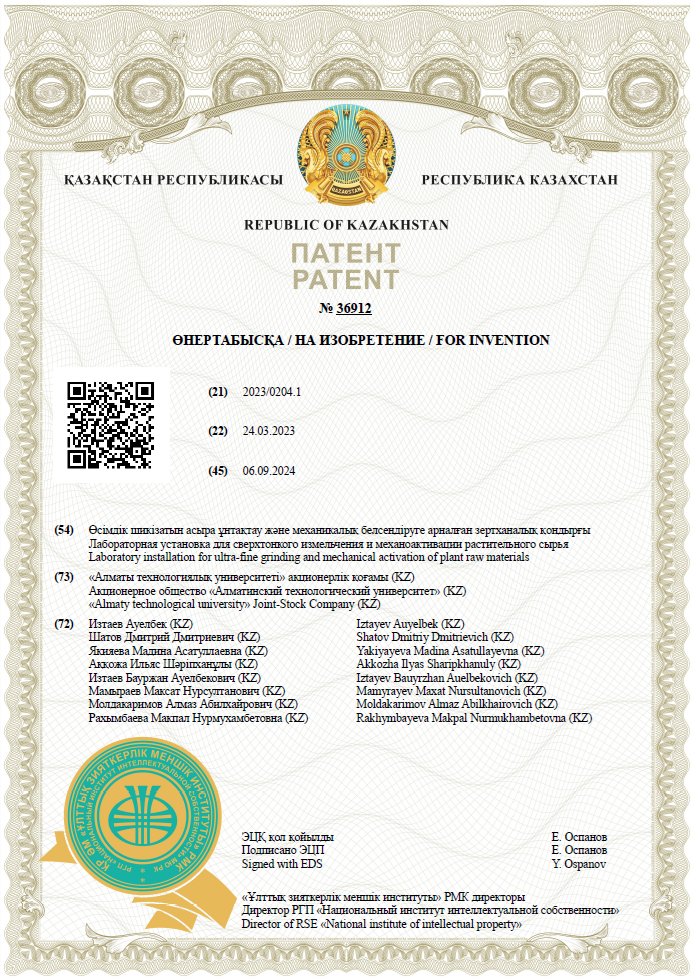 ҚАЗАҚСТАН РЕСПУБЛИКАСЫ
РЕСПУБЛИКА КАЗАХСТАН
QAZAQSTAN
REPUBLIC OF KAZAKHSTAN
ПАТЕНТ
PATENT
№ 36912
ӨНЕРТАБЫСҚА / НА ИЗОБРЕТЕНИЕ / FOR INVENTION
(21) 2023/0204.1
(22) 24.03.2023
(45) 06.09.2024
(54) Өсімдік шикізатын асыра ұнтақтау және механикалық белсендіруге арналған зертханалық қондырғы
Лабораторная установка для сверхтонкого измельчения и механоактивации растительного сырья
Laboratory installation for ultra-fine grinding and mechanical activation of plant raw materials
(73) «Алматы технологиялық университеті» акционерлік қоғамы (KZ)
Акционерное общество «Алматинский технологический университет» (KZ)
«Almaty technological university» Joint-Stock Company (KZ)
(72) Изтаев Ауелбек (KZ) Iztayev Auyelbek (KZ)
Шатов Дмитрий Дмитриевич (KZ) Shatov Dmitriy Dmitrievich (KZ)
Якияева Мадина Асатуллаевна (KZ) Yakiyayeva Madina Asatullayevna (KZ)
Аққожа Ильяс Шәріпханұлы (KZ) Akkozha Ilyas Sharipkhanuly (KZ)
Изтаев Бауржан Ауелбекович (KZ) Iztayev Bauyrzhan Auelbekovich (KZ)
Мамыраев Максат Нурсултанович (KZ) Mamyrayev Maxat Nursultanovich (KZ)
Молдакаримов Алмаз Абилхайрович (KZ) Moldakarimov Almaz Abilkhairovich (KZ)
Рахымбаева Макпал Нурмухамбетовна (KZ) Rakhymbayeva Makpal Nurmukhambetovna (KZ)
ҚР ӘМ «ҰЛТТЫҚ ЗИЯТКЕРЛІК МЕНШІК ИНСТИТУТЫ» РМК
РГП «НАЦИОНАЛЬНЫЙ ИНСТИТУТ ИНТЕЛЛЕКТУАЛЬНОЙ СОБСТВЕННОСТИ» МЮ РК
ЭЦҚ қол қойылды Е. Оспанов
Подписано ЭЦП Е. Оспанов
Signed with EDS Y. Ospanov
«Ұлттық зияткерлік меншік институты» РМК директоры
Директор РГП «Национальный институт интеллектуальной собственности»
Director of RSE «National institute of intellectual property»